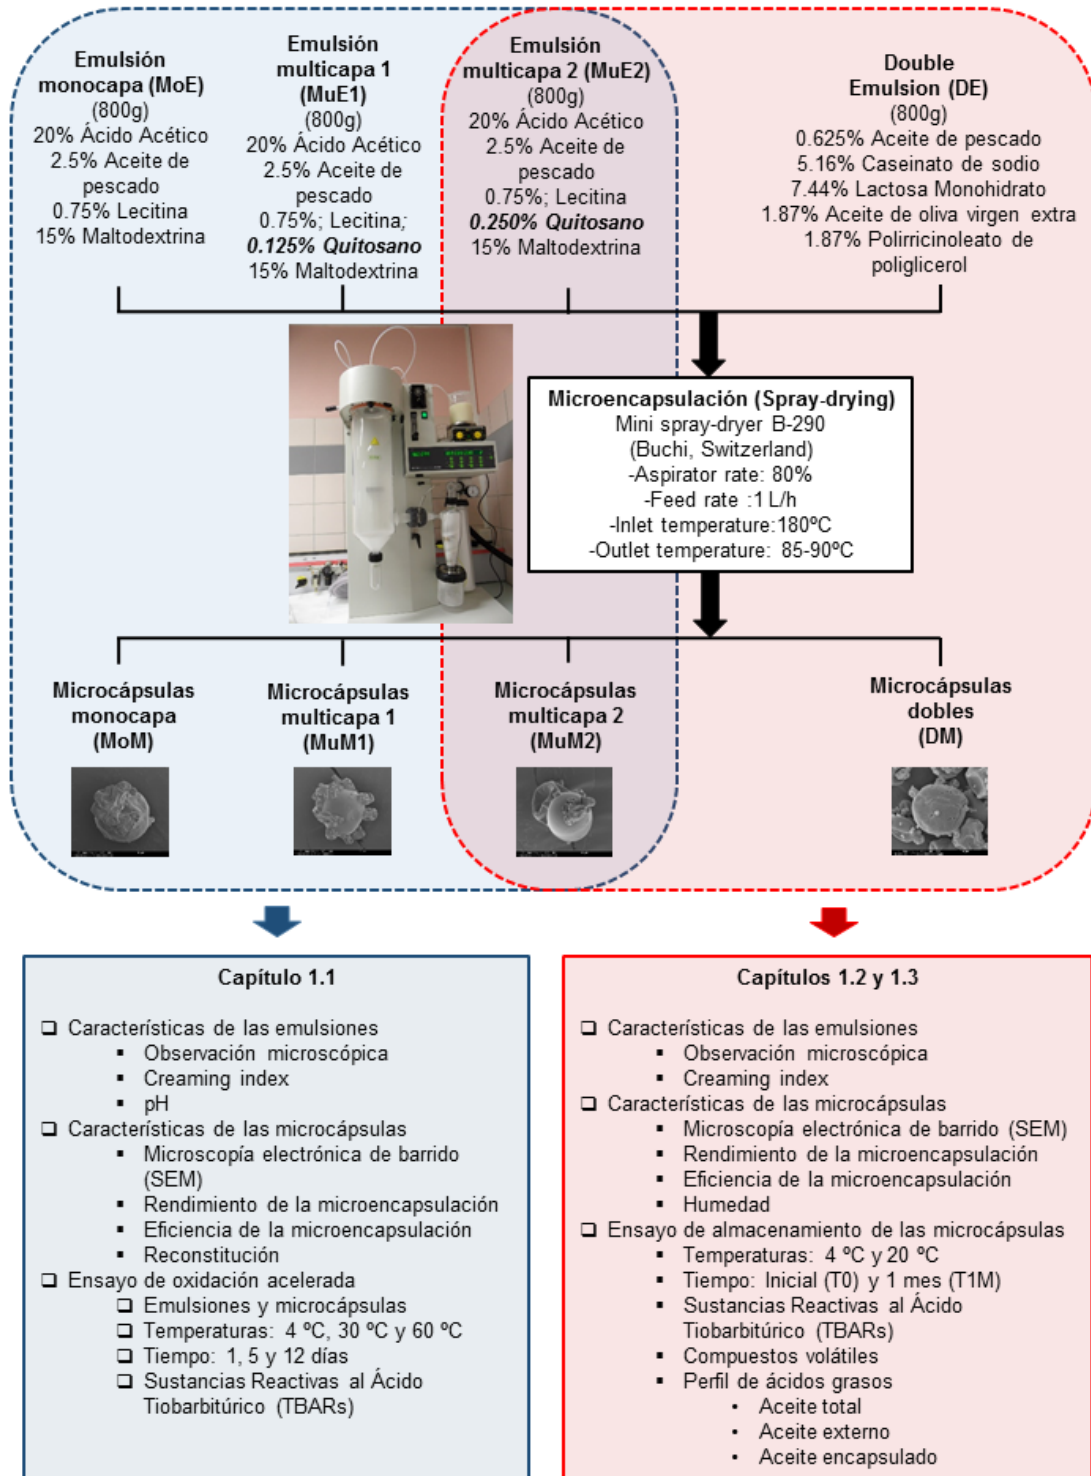 Emulsión
monocapa (MoE)
(800g)
20% Ácido Acético
2.5% Aceite de
pescado
0.75% Lecitina
15% Maltodextrina
Emulsión
multicapa 1
(MuE1)
(800g)
20% Ácido Acético
2.5% Aceite de
pescado
0.75%; Lecitina;
0.125% Quitosano
15% Maltodextrina
Emulsión
multicapa 2 (MuE2)
(800g)
20% Ácido Acético
2.5% Aceite de
pescado
0.75%; Lecitina
0.250% Quitosano
15% Maltodextrina
Double
Emulsion (DE)
(800g)
0.625% Aceite de pescado
5.16% Caseinato de sodio
7.44% Lactosa Monohidrato
1.87% Aceite de oliva virgen extra
1.87% Polirricinoleato de
poliglicerol
Microencapsulación (Spray-drying)
Mini spray-dryer B-290
(Buchi, Switzerland)
-Aspirator rate: 80%
-Feed rate :1 L/h
-Inlet temperature:180ºC
-Outlet temperature: 85-90ºC
Microcápsulas
monocapa
(MoM)
Microcápsulas
multicapa 1
(MuM1)
Microcápsulas
multicapa 2
(MuM2)
Microcápsulas
dobles
(DM)
Capítulo 1.1
❑ Características de las emulsiones
▪ Observación microscópica
▪ Creaming index
▪ pH
❑ Características de las microcápsulas
▪ Microscopía electrónica de barrido
(SEM)
▪ Rendimiento de la microencapsulación
▪ Eficiencia de la microencapsulación
▪ Reconstitución
❑ Ensayo de oxidación acelerada
❑ Emulsiones y microcápsulas
❑ Temperaturas: 4 ºC, 30 ºC y 60 ºC
❑ Tiempo: 1, 5 y 12 días
❑ Sustancias Reactivas al Ácido
Tiobarbitúrico (TBARs)
Capítulos 1.2 y 1.3
❑ Características de las emulsiones
▪ Observación microscópica
▪ Creaming index
❑ Características de las microcápsulas
▪ Microscopía electrónica de barrido (SEM)
▪ Rendimiento de la microencapsulación
▪ Eficiencia de la microencapsulación
▪ Humedad
❑ Ensayo de almacenamiento de las microcápsulas
▪ Temperaturas: 4 ºC y 20 ºC
▪ Tiempo: Inicial (T0) y 1 mes (T1M)
▪ Sustancias Reactivas al Ácido
Tiobarbitúrico (TBARs)
▪ Compuestos volátiles
▪ Perfil de ácidos grasos
• Aceite total
• Aceite externo
• Aceite encapsulado